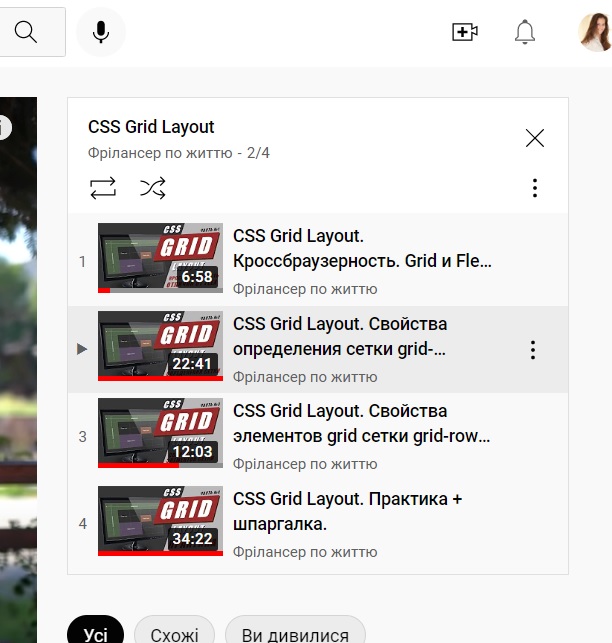 CSS Grid Layout
Фрілансер по життю - 2/4
1
CSS
GRID
LAYOUT
6:58
CSS Grid Layout.
Кроссбраузерность. Grid и Fle...
Фрілансер по життю
CSS
GRID
22:41
CSS Grid Layout. Свойства
определения сетки grid-...
Фрілансер по життю
3
CSS
GRID
12:03
CSS Grid Layout. Свойства
элементов grid сетки grid-row...
Фрілансер по життю
4
CSS
GRID
34:22
CSS Grid Layout. Практика +
шпаргалка.
Фрілансер по життю
Усі
Схожі
Ви дивилися